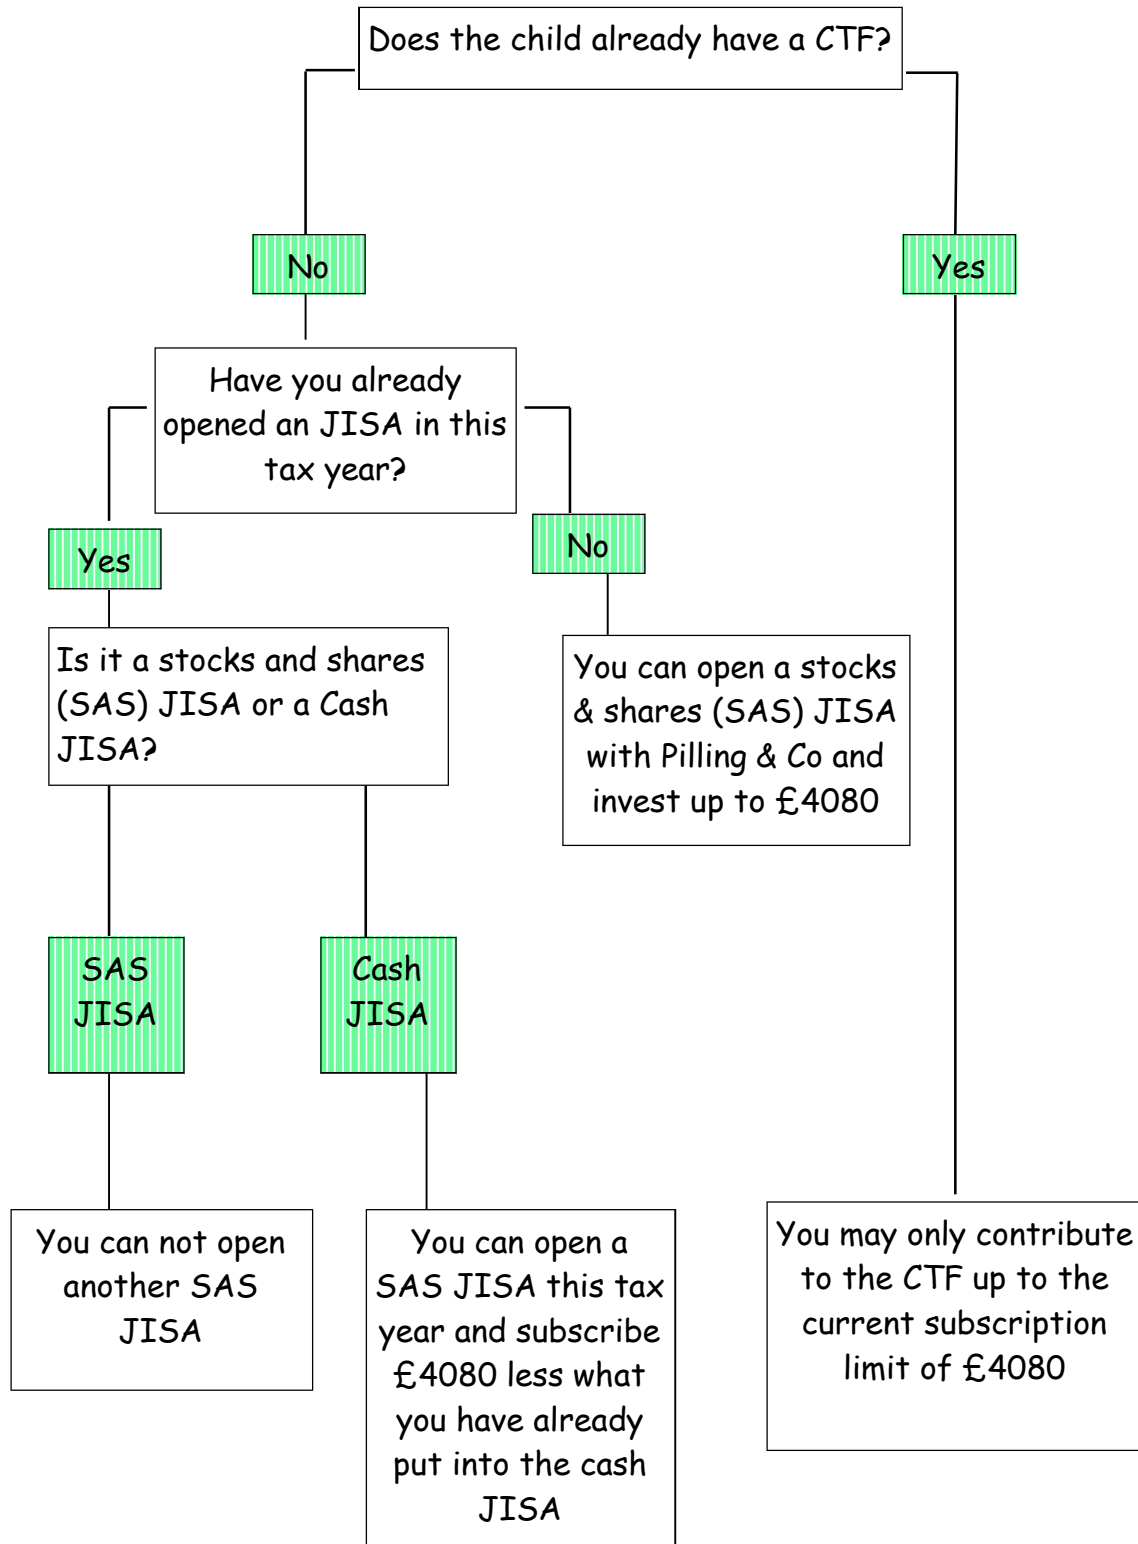 Does the child already have a CTF?
No
Yes
Have you already
opened an JISA in this
tax year?
Yes
No
Is it a stocks and shares
(SAS) JISA or a Cash
JISA?
You can open a stocks
& shares (SAS) JISA
with Pilling & Co and
invest up to £4080
SAS
JISA
Cash
JISA
You can not open
another SAS
JISA
You can open a
SAS JISA this tax
year and subscribe
£4080 less what
you have already
put into the cash
JISA
You may only contribute
to the CTF up to the
current subscription
limit of £4080